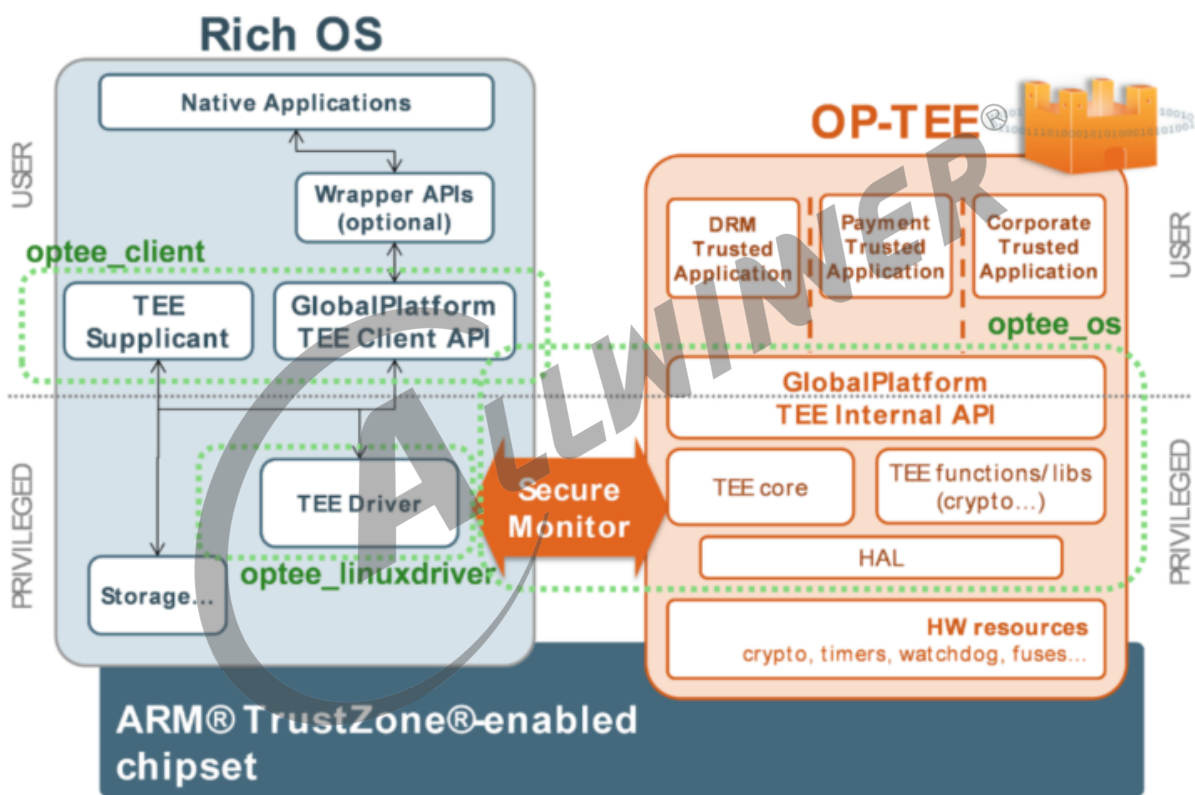 Rich OS
Native Applications
Wrapper APIs
(optional)
optee_client
TEE
Supplicant
GlobalPlatform
TEE Client API
TEE Driver
optee_linuxdriver
Storage...
USER
PRIVILEGED
Secure
Monitor
OP-TEE®
10010
11001110100010101000101010010
DRM
Trusted
Application
Payment
Trusted
Application
Corporate
Trusted
Application
optee_os
GlobalPlatform
TEE Internal API
TEE core
TEE functions/libs
(crypto...)
HAL
HW resources
crypto, timers, watchdog, fuses...
USER
PRIVILEGED
ARM® TrustZone®-enabled
chipset
ALLWINNER